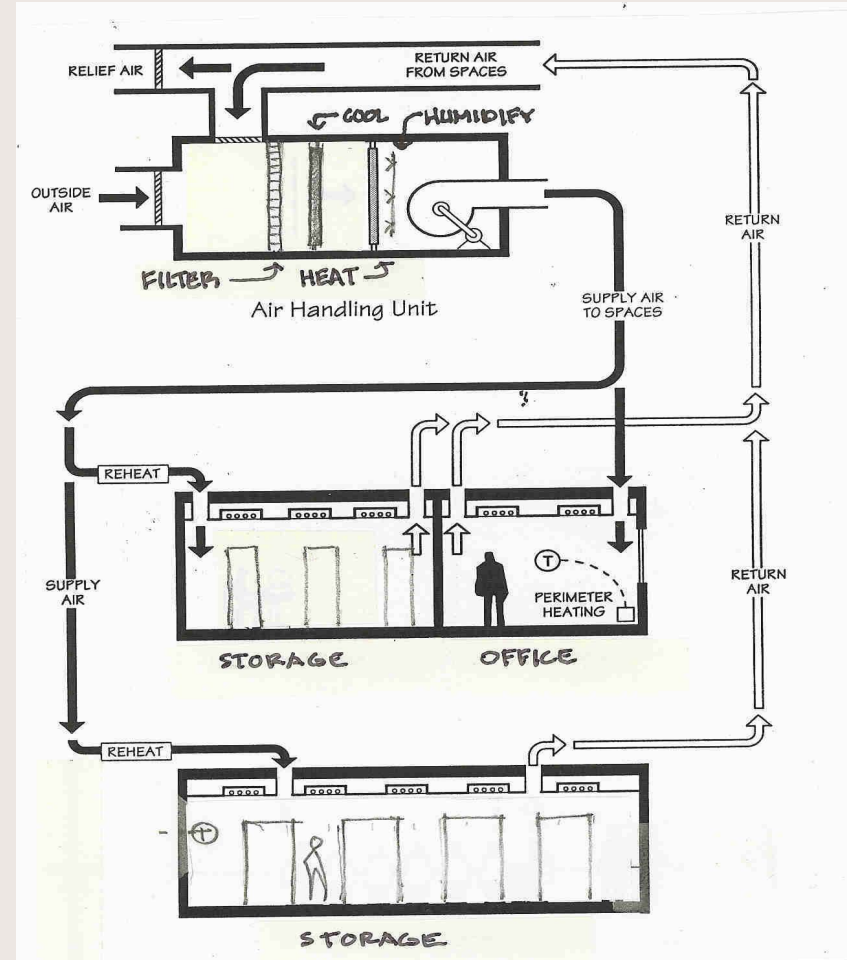 RELIEF AIR
RETURN AIR
FROM SPACES
COOL
HUMIDIFY
OUTSIDE
AIR
RETURN
AIR
FILTER
HEAT
Air Handling Unit
SUPPLY AIR
TO SPACES
REHEAT
SUPPLY
AIR
T
PERIMETER
HEATING
RETURN
AIR
STORAGE
OFFICE
REHEAT
T
STORAGE